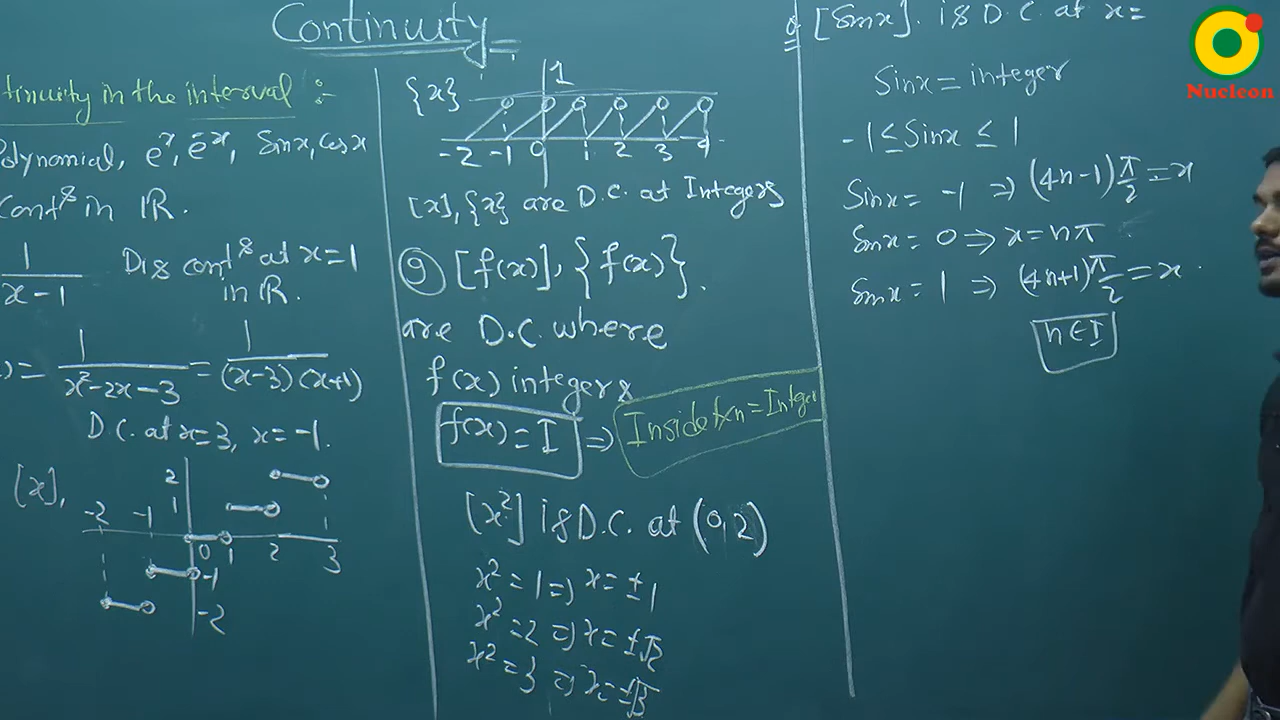 Continuity
tinuity in the interval :-
Polynomial, e^x, e^-x, Sinx, cosx
Cont^s in IR.
1/(x-1) Dis cont^s at x=1
in IR.
) = 1/(x²-2x-3) = 1/((x-3)(x+1))
D.C. at x=3, x=-1.
[x],
2
1
-2 -1 0 1 2 3
-1
-2
{x} 1
-2 -1 0 1 2 3 4
[x], {x} are D.C. at Integers
9 [f(x)], {f(x)}.
are D.C. where
f(x) integers
f(x) = I ⇒ Inside fxn = Intger
[x²] is D.C. at (0,2)
x² = 1 ⇒ x = ±1
x² = 2 ⇒ x = ±√2
x² = 3 ⇒ x = ±√3
Q [Sinx]. is D.C. at x=
Sinx = integer
-1 ≤ Sinx ≤ 1
Sinx = -1 ⇒ (4n-1)π/2 = x
Sinx = 0 ⇒ x = nπ
Sinx = 1 ⇒ (4n+1)π/2 = x.
n ∈ I
Nucleon